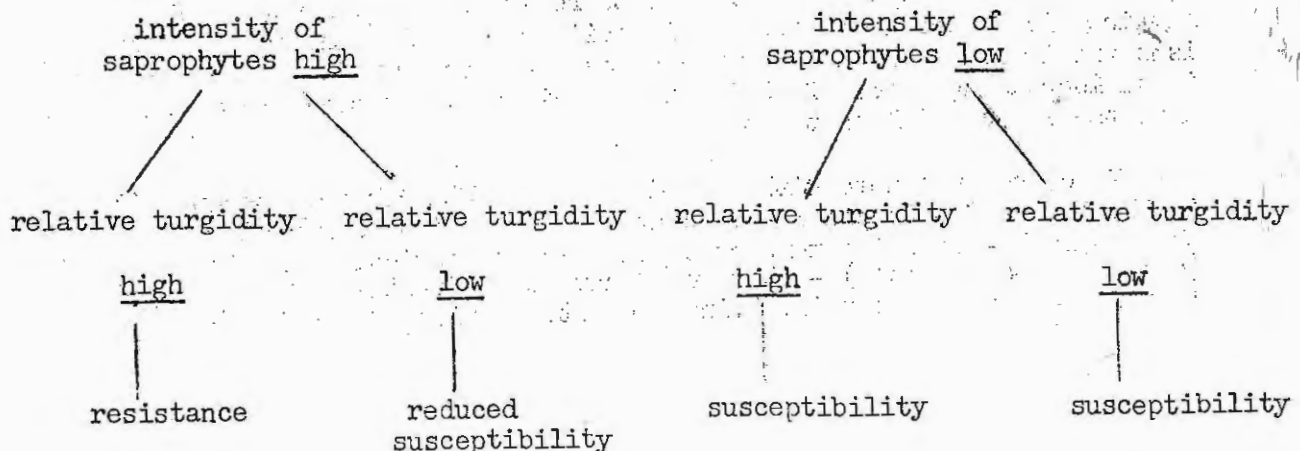 intensity of
saprophytes high
intensity of
saprophytes low
relative turgidity
relative turgidity
relative turgidity
relative turgidity
high
low
high
low
resistance
reduced
susceptibility
susceptibility
susceptibility